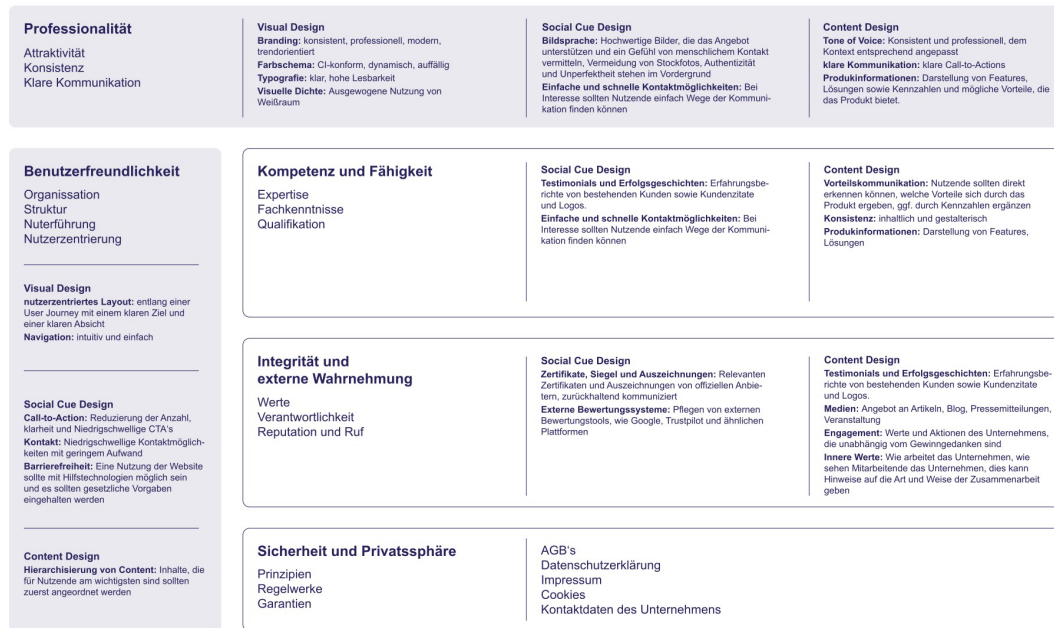 Professionalität
Attraktivität
Konsistenz
Klare Kommunikation
Visual Design
Branding: konsistent, professionell, modern,
trendorientiert
Farbschema: CI-konform, dynamisch, auffällig
Typografie: klar, hohe Lesbarkeit
Visuelle Dichte: Ausgewogene Nutzung von
Weißraum
Social Cue Design
Bildsprache: Hochwertige Bilder, die das Angebot
unterstützen und ein Gefühl von menschlichem Kontakt
vermitteln, Vermeidung von Stockfotos, Authentizität
und Unperfektheit stehen im Vordergrund
Einfache und schnelle Kontaktmöglichkeiten: Bei
Interesse sollten Nutzende einfach Wege der Kommuni-
kation finden können
Content Design
Tone of Voice: Konsistent und professionell, dem
Kontext entsprechend angepasst
klare Kommunikation: klare Call-to-Actions
Produkinformationen: Darstellung von Features,
Lösungen sowie Kennzahlen und mögliche Vorteile, die
das Produkt bietet.
Benutzerfreundlichkeit
Organissation
Struktur
Nuterführung
Nutzerzentrierung
Visual Design
nutzerzentriertes Layout: entlang einer
User Journey mit einem klaren Ziel und
einer klaren Absicht
Navigation: intuitiv und einfach
Social Cue Design
Call-to-Action: Reduzierung der Anzahl,
klarheit und Niedrigschwellige CTA's
Kontakt: Niedrigschwellige Kontaktmöglich-
keiten mit geringem Aufwand
Barrierefreiheit: Eine Nutzung der Website
sollte mit Hilfstechnologien möglich sein
und es sollten gesetzliche Vorgaben
eingehalten werden
Content Design
Hierarchisierung von Content: Inhalte, die
für Nutzende am wichtigsten sind sollten
zuerst angeordnet werden
Kompetenz und Fähigkeit
Expertise
Fachkenntnisse
Qualifikation
Social Cue Design
Testimonials und Erfolgsgeschichten: Erfahrungsbe-
richte von bestehenden Kunden sowie Kundenzitate
und Logos.
Einfache und schnelle Kontaktmöglichkeiten: Bei
Interesse sollten Nutzende einfach Wege der Kommuni-
kation finden können
Content Design
Vorteilskommunikation: Nutzende sollten direkt
erkennen können, welche Vorteile sich durch das
Produkt ergeben, ggf. durch Kennzahlen ergänzen
Konsistenz: inhaltlich und gestalterisch
Produkinformationen: Darstellung von Features,
Lösungen
Integrität und
externe Wahrnehmung
Werte
Verantwortlichkeit
Reputation und Ruf
Social Cue Design
Zertifikate, Siegel und Auszeichnungen: Relevanten
Zertifikaten und Auszeichnungen von offiziellen Anbie-
tern, zurückhaltend kommuniziert
Externe Bewertungssysteme: Pflegen von externen
Bewertungstools, wie Google, Trustpilot und ähnlichen
Plattformen
Content Design
Testimonials und Erfolgsgeschichten: Erfahrungsbe-
richte von bestehenden Kunden sowie Kundenzitate
und Logos.
Medien: Angebot an Artikeln, Blog, Pressemitteilungen,
Veranstaltung
Engagement: Werte und Aktionen des Unternehmens,
die unabhängig vom Gewinngedanken sind
Innere Werte: Wie arbeitet das Unternehmen, wie
sehen Mitarbeitende das Unternehmen, dies kann
Hinweise auf die Art und Weise der Zusammenarbeit
geben
Sicherheit und Privatssphäre
Prinzipien
Regelwerke
Garantien
AGB's
Datenschutzerklärung
Impressum
Cookies
Kontaktdaten des Unternehmens